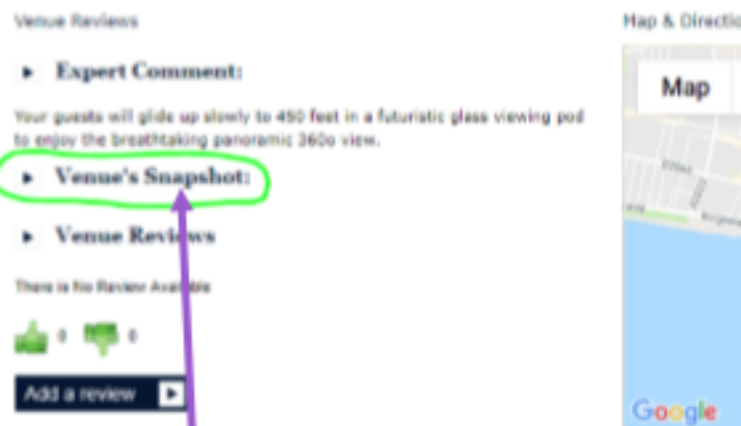 Venue Reviews
Expert Comment:
Your guests will glide up slowly to 450 feet in a futuristic glass viewing pod
to enjoy the breathtaking panoramic 360o view.
Venue's Snapshot:
Venue Reviews
There is No Review Available
0 0
Add a review
Map & Directio
Map
Google